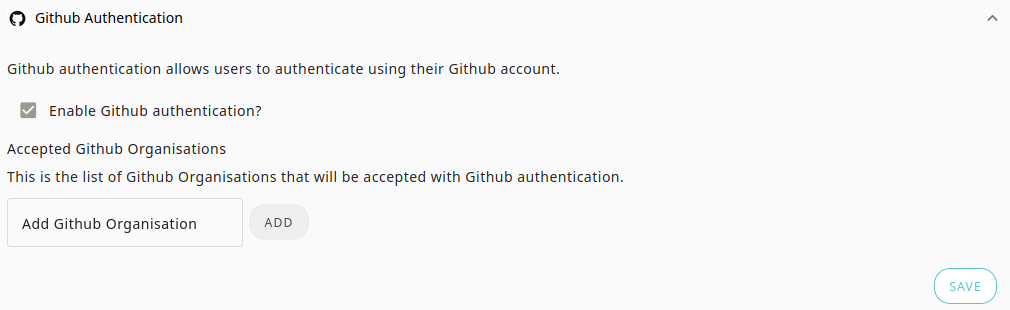 Github Authentication
Github authentication allows users to authenticate using their Github account.
Enable Github authentication?
Accepted Github Organisations
This is the list of Github Organisations that will be accepted with Github authentication.
Add Github Organisation
ADD
SAVE